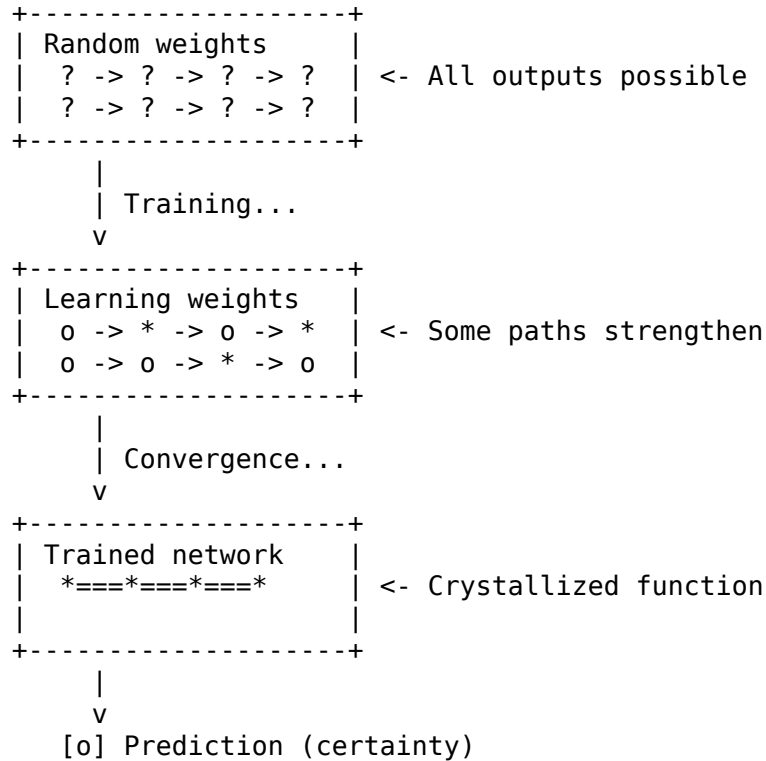 +--------------------+
| Random weights     |
|  ? -> ? -> ? -> ?  | <- All outputs possible
|  ? -> ? -> ? -> ?  |
+--------------------+
     |
     | Training...
     v
+--------------------+
| Learning weights   |
|  o -> * -> o -> *  | <- Some paths strengthen
|  o -> o -> * -> o  |
+--------------------+
     |
     | Convergence...
     v
+--------------------+
| Trained network    |
|  *===*===*===*     | <- Crystallized function
|                    |
+--------------------+
     |
     v
   [o] Prediction (certainty)